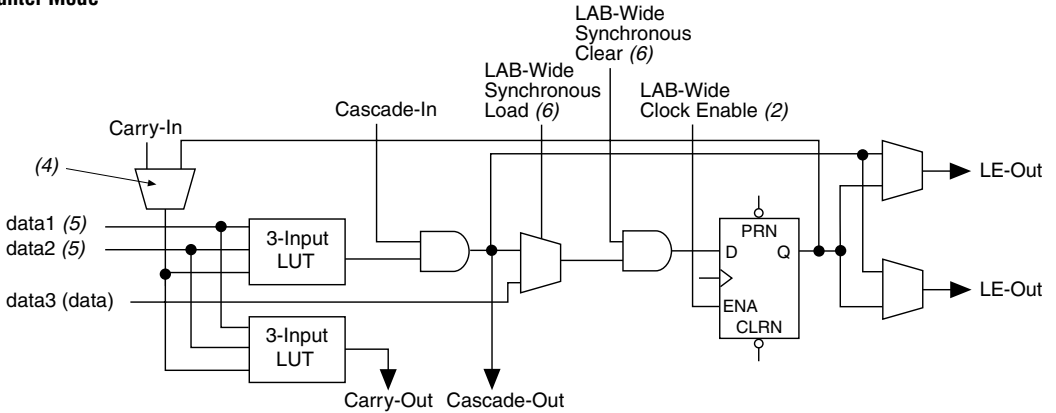 LAB-Wide
Synchronous
Clear (6)
LAB-Wide
Synchronous
Load (6)
LAB-Wide
Clock Enable (2)
Cascade-In
Carry-In
(4)
LE-Out
data1 (5)
data2 (5)
3-Input
LUT
PRN
D
Q
data3 (data)
ENA
CLRN
LE-Out
3-Input
LUT
Carry-Out
Cascade-Out